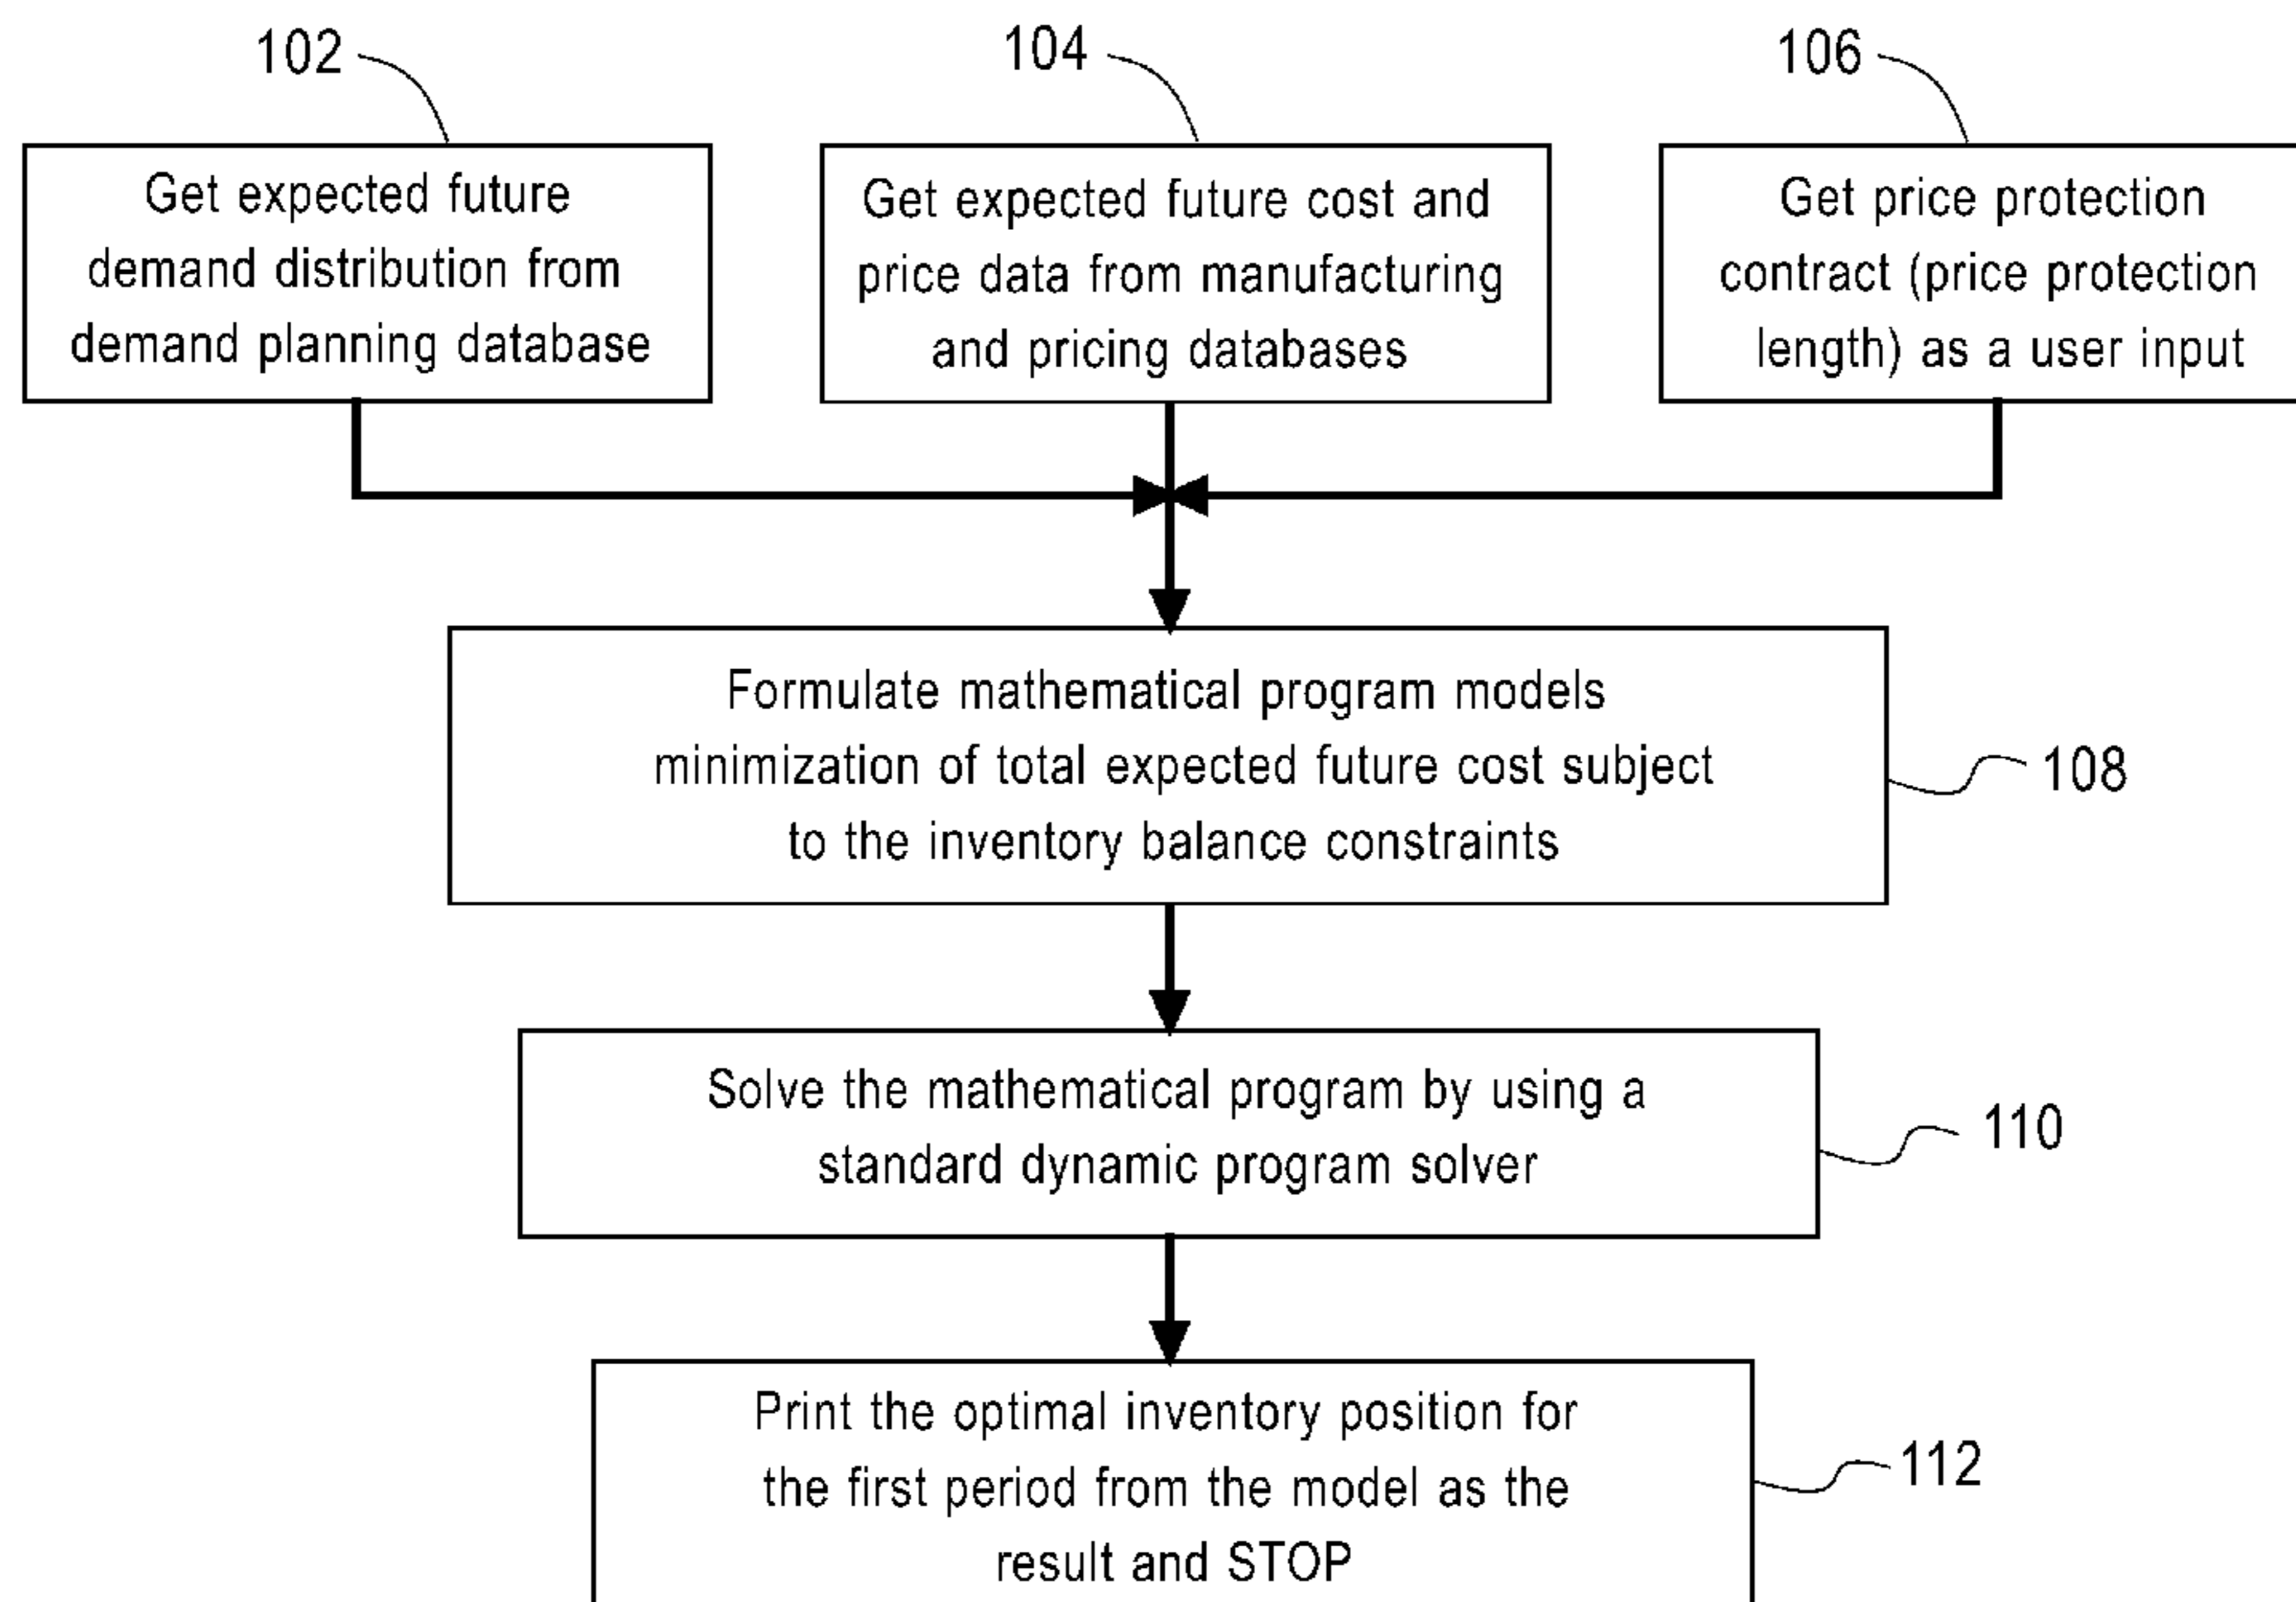 102
Get expected future
demand distribution from
demand planning database
104
Get expected future cost and
price data from manufacturing
and pricing databases
106
Get price protection
contract (price protection
length) as a user input
Formulate mathematical program models
minimization of total expected future cost subject
to the inventory balance constraints
108
Solve the mathematical program by using a
standard dynamic program solver
110
Print the optimal inventory position for
the first period from the model as the
result and STOP
112